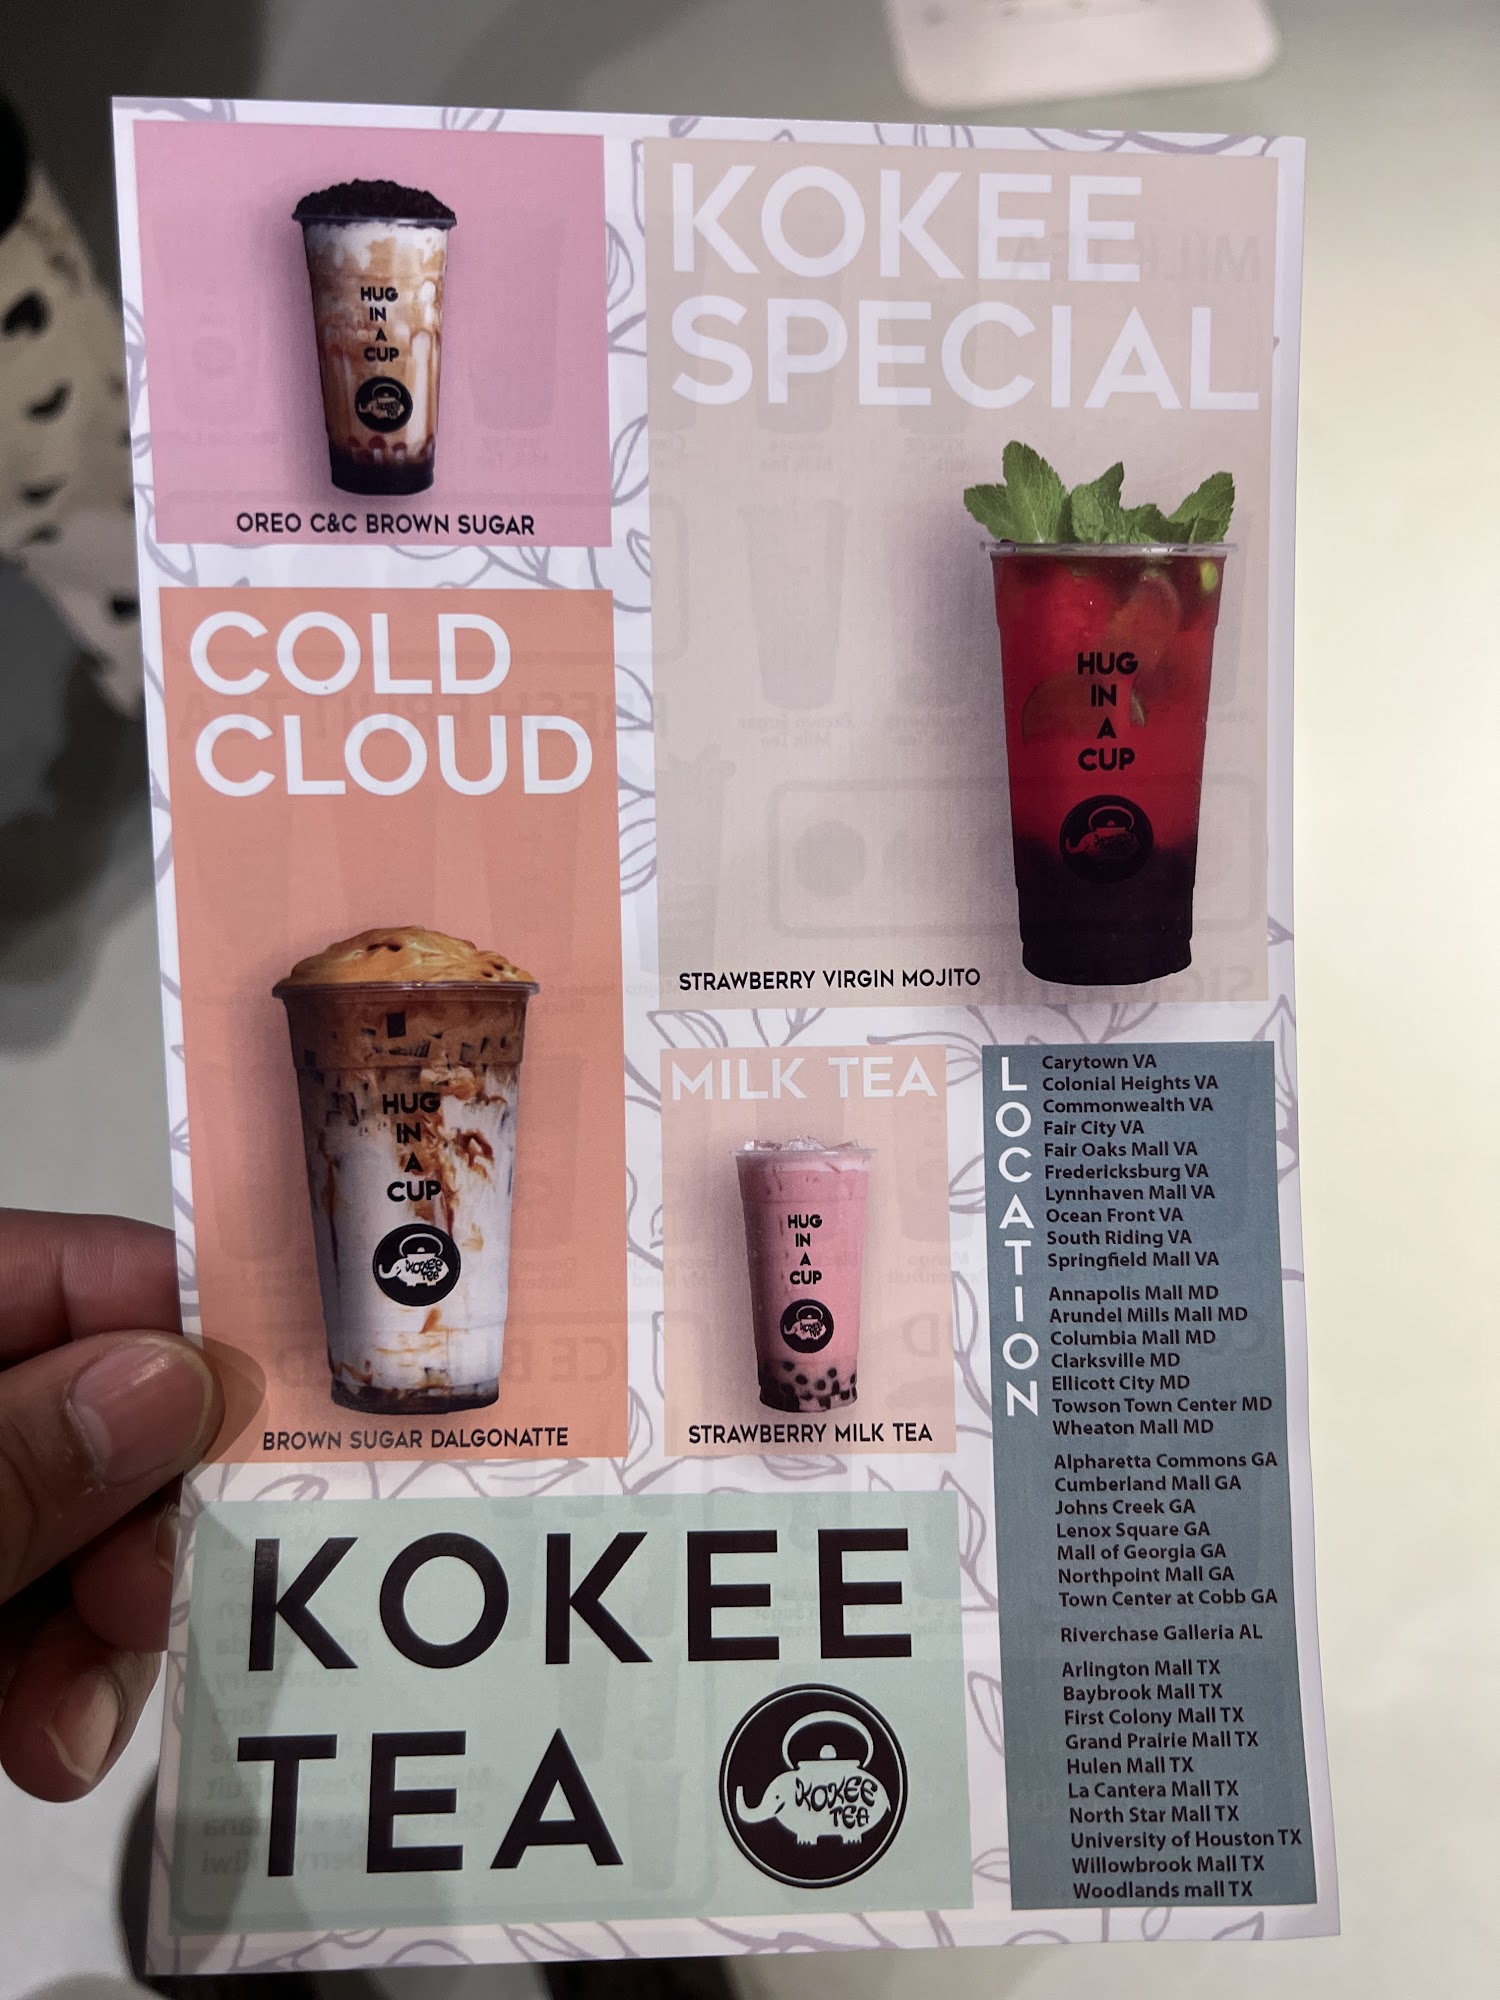 HUG
IN
A
CUP
OREO C&C BROWN SUGAR
KOKEE
SPECIAL
HUG
IN
A
CUP
STRAWBERRY VIRGIN MOJITO
COLD
CLOUD
HUG
IN
A
CUP
KOKEE
TEA
BROWN SUGAR DALGONATTE
MILK TEA
HUG
IN
A
CUP
KOKEE
TEA
STRAWBERRY MILK TEA
LOCATION
Carytown VA
Colonial Heights VA
Commonwealth VA
Fair City VA
Fair Oaks Mall VA
Fredericksburg VA
Lynnhaven Mall VA
Ocean Front VA
South Riding VA
Springfield Mall VA
Annapolis Mall MD
Arundel Mills Mall MD
Columbia Mall MD
Clarksville MD
Ellicott City MD
Towson Town Center MD
Wheaton Mall MD
Alpharetta Commons GA
Cumberland Mall GA
Johns Creek GA
Lenox Square GA
Mall of Georgia GA
Northpoint Mall GA
Town Center at Cobb GA
Riverchase Galleria AL
Arlington Mall TX
Baybrook Mall TX
First Colony Mall TX
Grand Prairie Mall TX
Hulen Mall TX
La Cantera Mall TX
North Star Mall TX
University of Houston TX
Willowbrook Mall TX
Woodlands mall TX
KOKEE
TEA
KOKEE
TEA